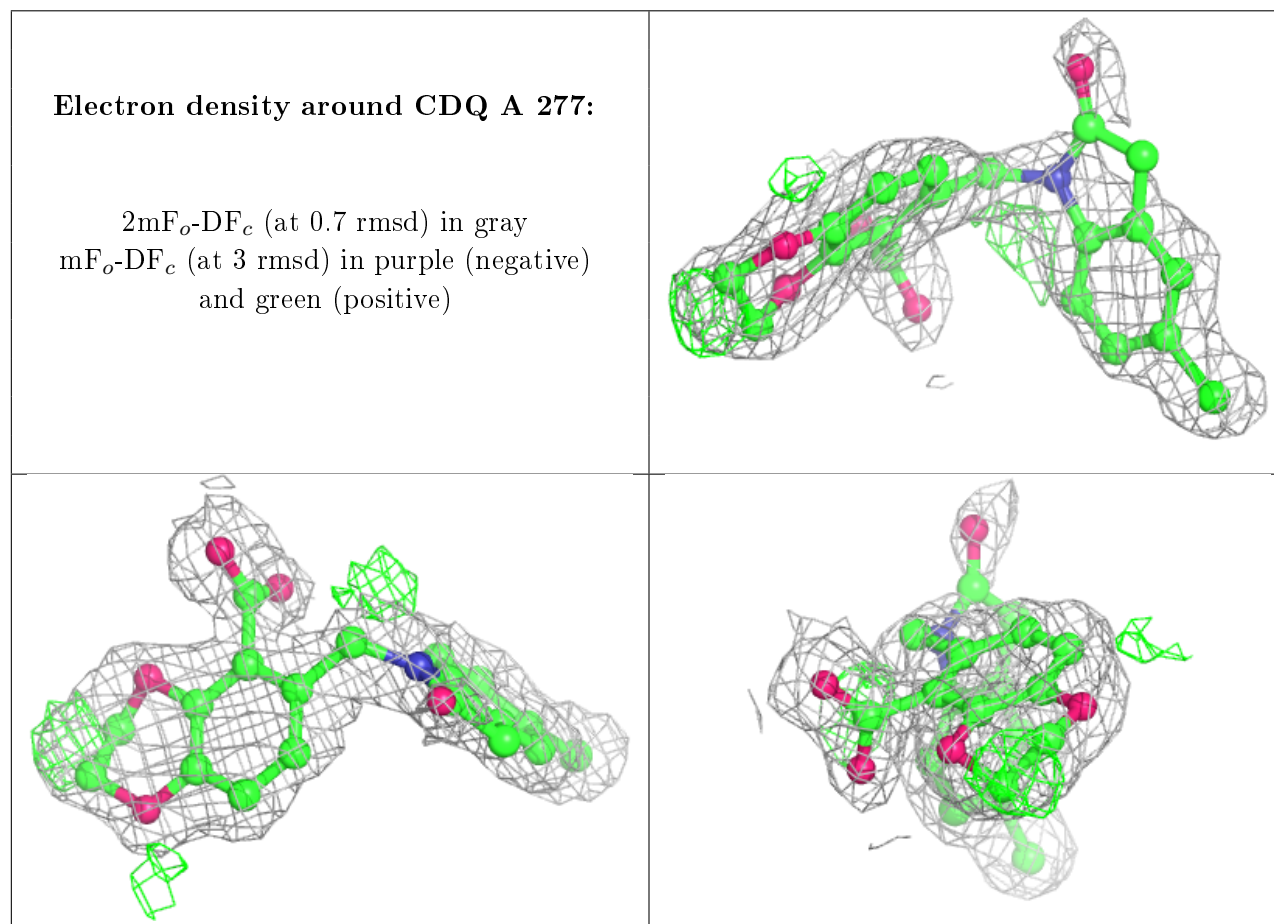 Electron density around CDQ A 277:
2mFₒ-DF𝒸 (at 0.7 rmsd) in gray
mFₒ-DF𝒸 (at 3 rmsd) in purple (negative)
and green (positive)